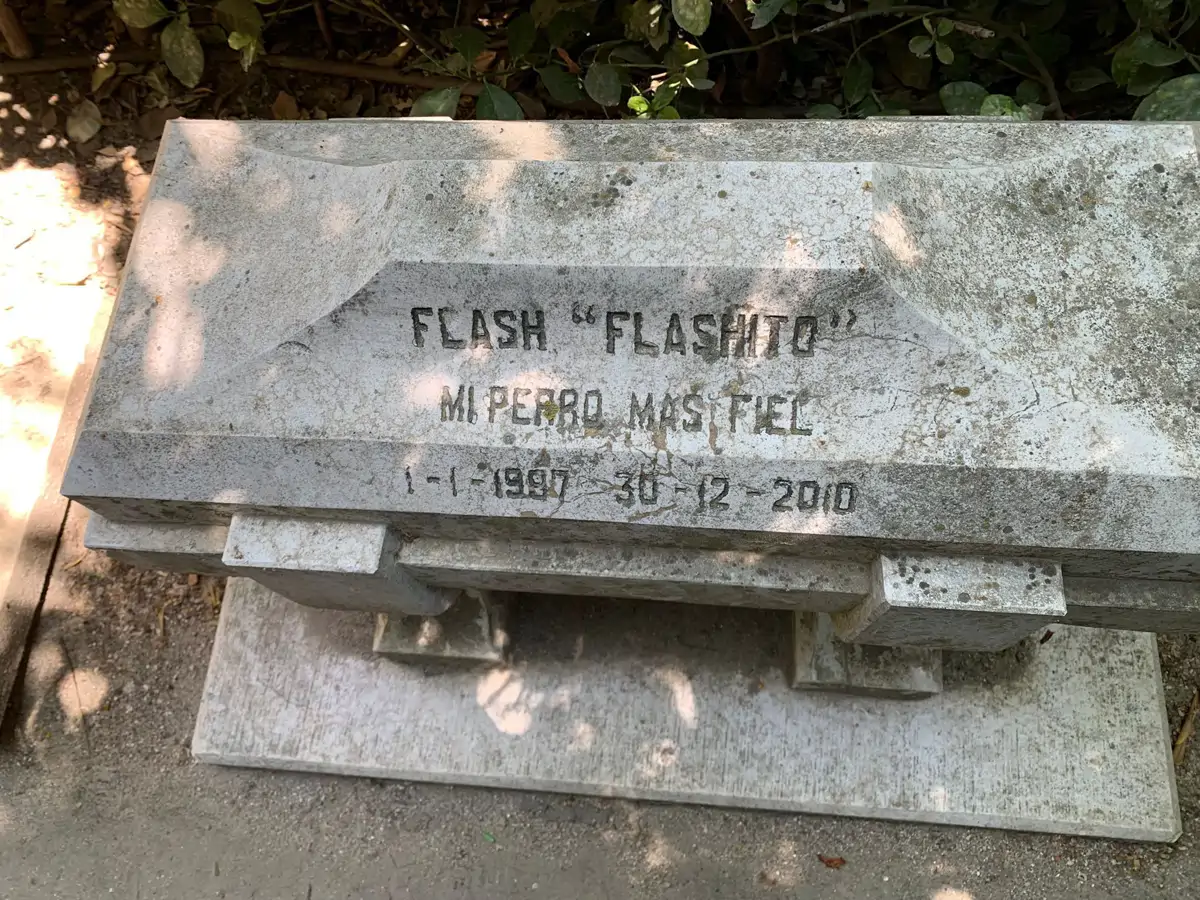 FLASH "FLASHITO"
MI PERRO MAS FIEL
1-1-1997 30-12-2010